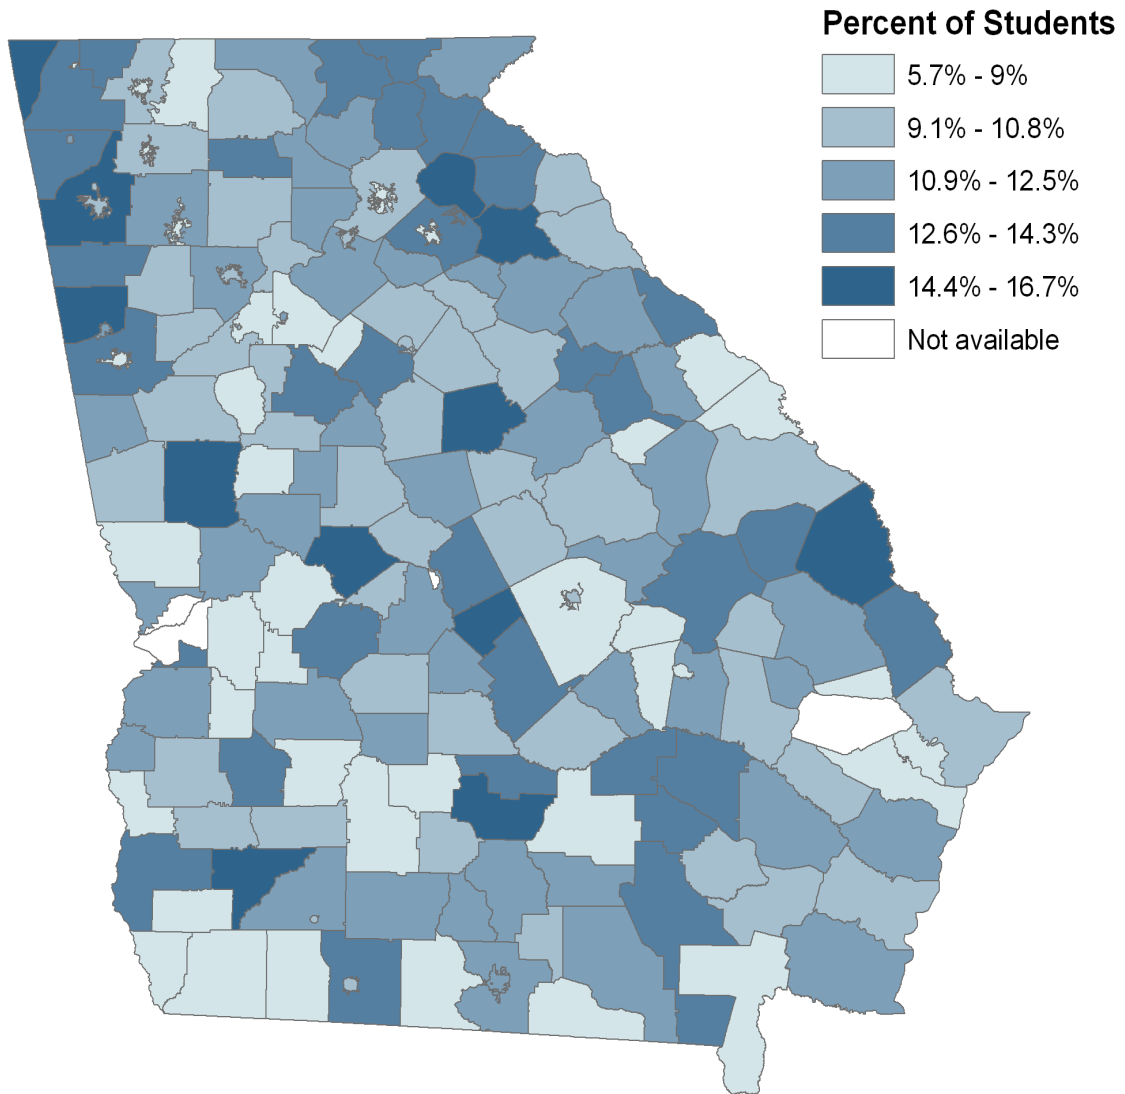 Percent of Students
5.7% - 9%
9.1% - 10.8%
10.9% - 12.5%
12.6% - 14.3%
14.4% - 16.7%
Not available